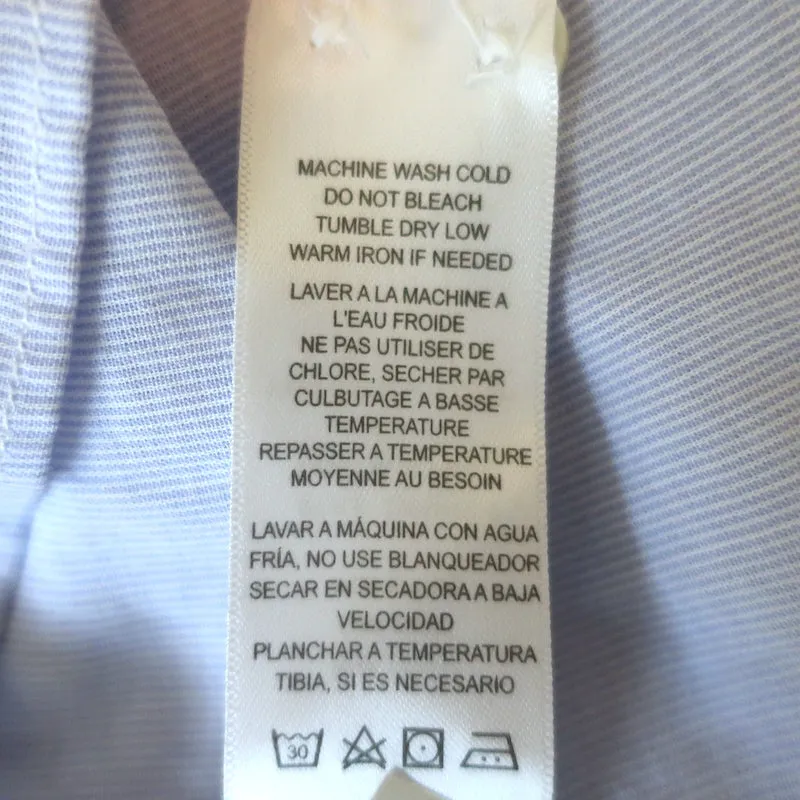 MACHINE WASH COLD
DO NOT BLEACH
TUMBLE DRY LOW
WARM IRON IF NEEDED
LAVER A LA MACHINE A
L'EAU FROIDE
NE PAS UTILISER DE
CHLORE, SECHER PAR
CULBUTAGE A BASSE
TEMPERATURE
REPASSER A TEMPERATURE
MOYENNE AU BESOIN
LAVAR A MÁQUINA CON AGUA
FRÍA, NO USE BLANQUEADOR
SECAR EN SECADORA A BAJA
VELOCIDAD
PLANCHAR A TEMPERATURA
TIBIA, SI ES NECESARIO
30